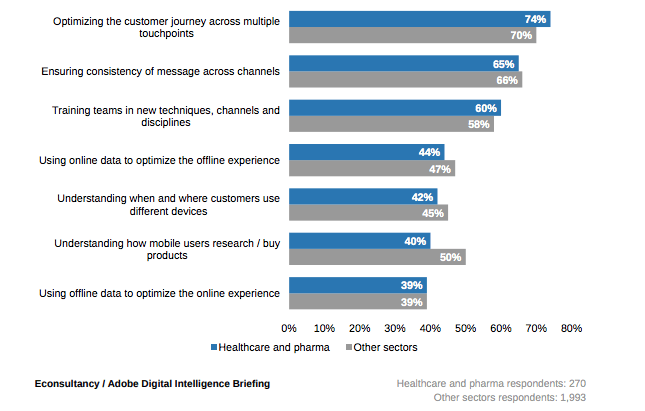 Optimizing the customer journey across multiple
touchpoints
74%
70%
Ensuring consistency of message across channels
65%
66%
Training teams in new techniques, channels and
disciplines
60%
58%
Using online data to optimize the offline experience
44%
47%
Understanding when and where customers use
different devices
42%
45%
Understanding how mobile users research / buy
products
40%
50%
Using offline data to optimize the online experience
39%
39%
0% 10% 20% 30% 40% 50% 60% 70% 80%
Healthcare and pharma Other sectors
Econsultancy / Adobe Digital Intelligence Briefing
Healthcare and pharma respondents: 270
Other sectors respondents: 1,993